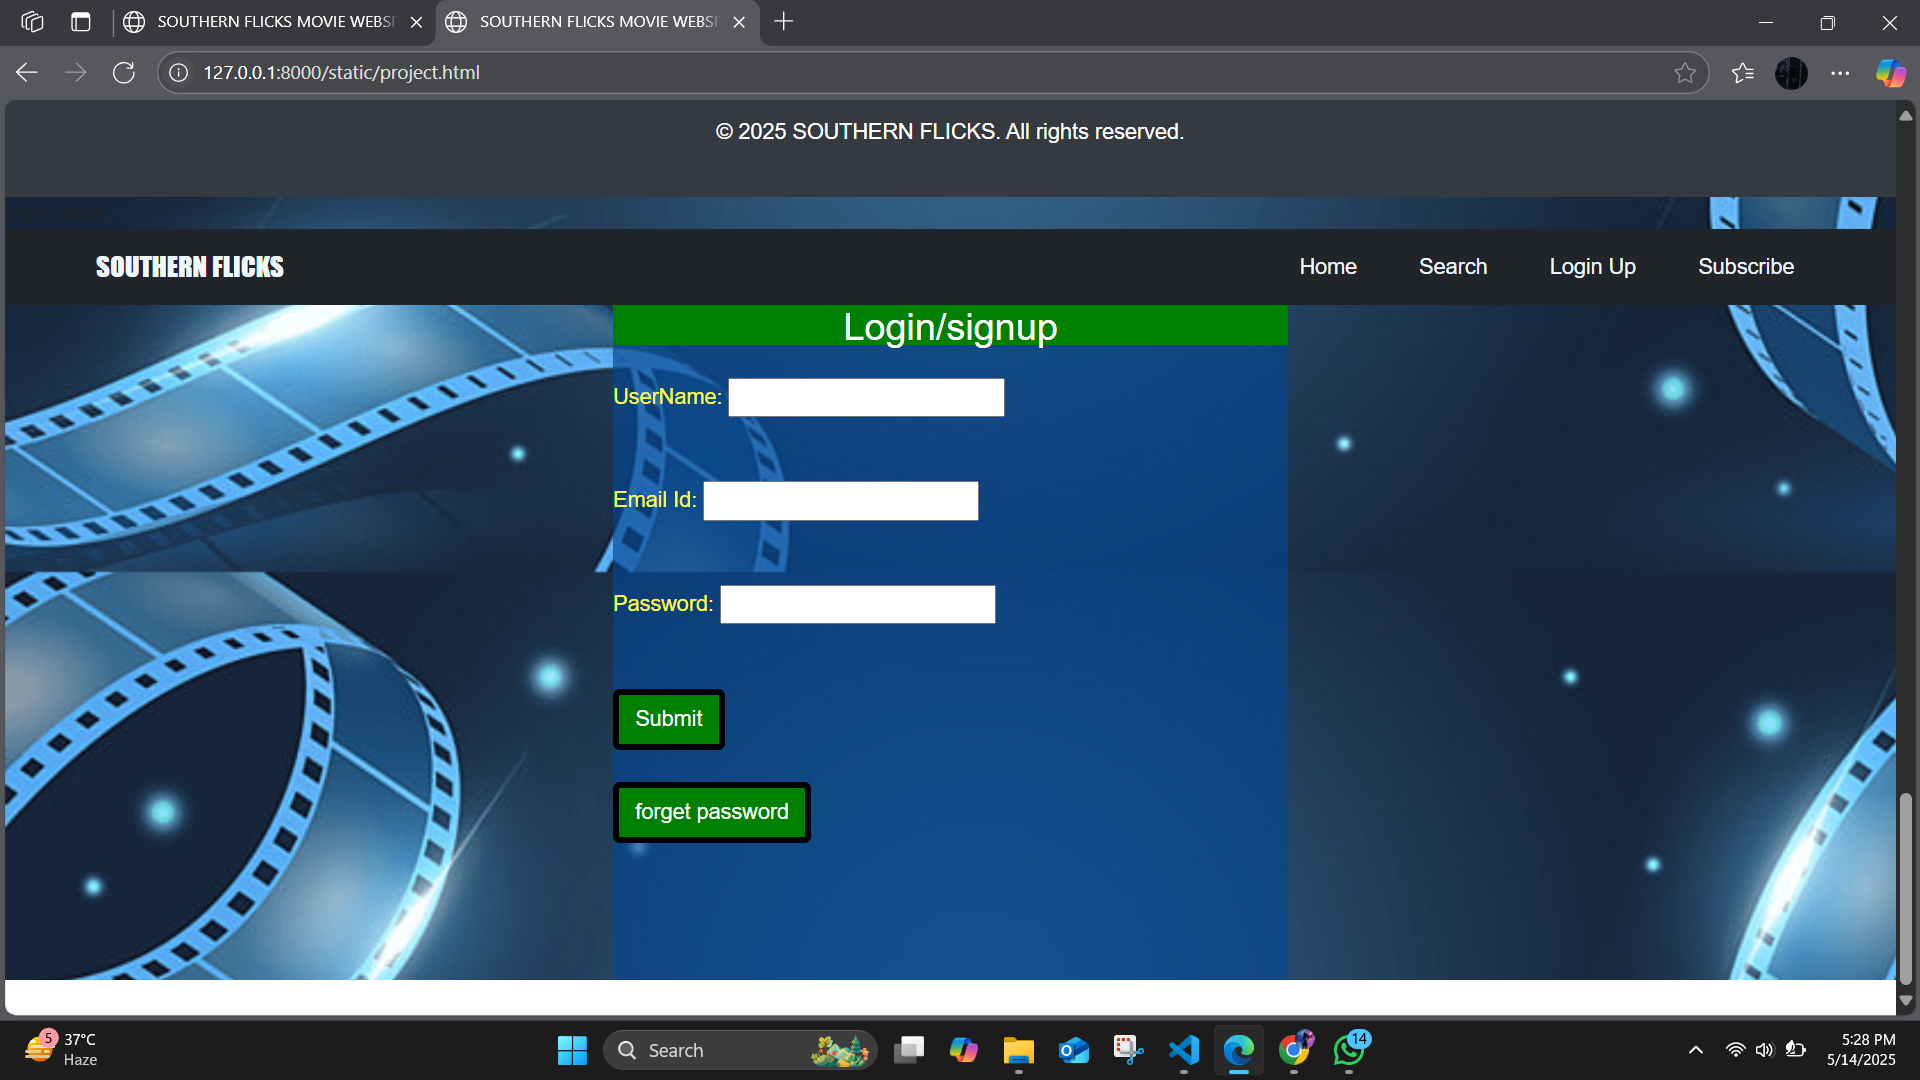 SOUTHERN FLICKS MOVIE WEBSI
SOUTHERN FLICKS MOVIE WEBSI
127.0.0.1:8000/static/project.html
© 2025 SOUTHERN FLICKS. All rights reserved.
SOUTHERN FLICKS
Home
Search
Login Up
Subscribe
Login/signup
UserName:
Email Id:
Password:
Submit
forget password
5
37°C
Haze
Search
14
5:28 PM
5/14/2025